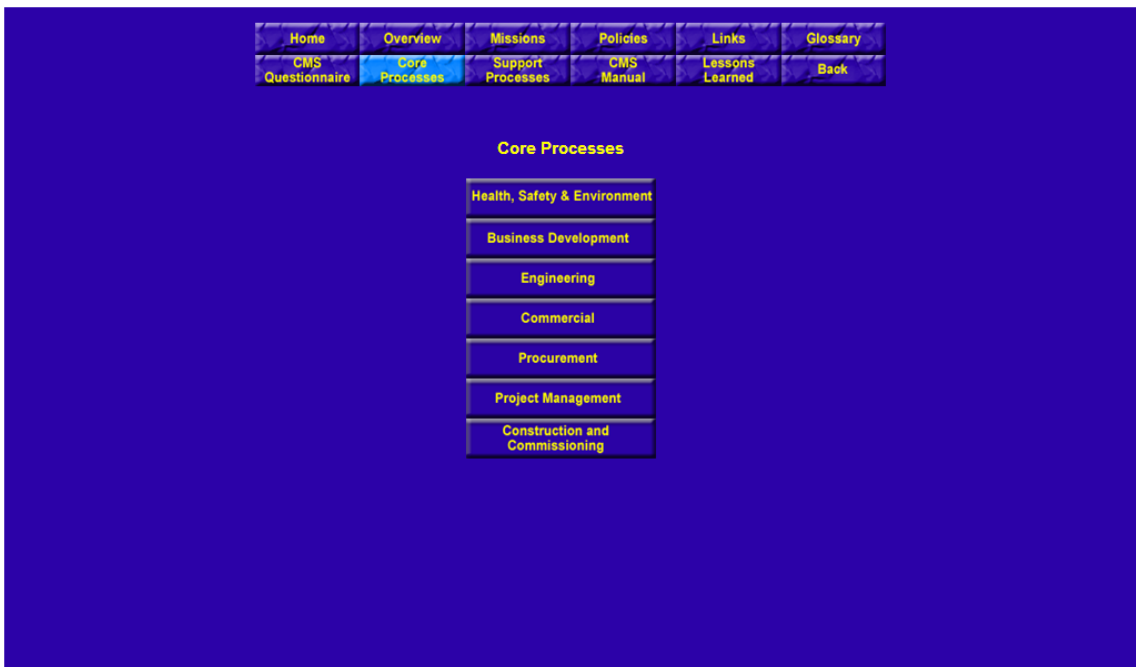 Home Overview Missions Policies Links Glossary
CMS Questionnaire Core Processes Support Processes CMS Manual Lessons Learned Back
Core Processes
Health, Safety & Environment
Business Development
Engineering
Commercial
Procurement
Project Management
Construction and
Commissioning